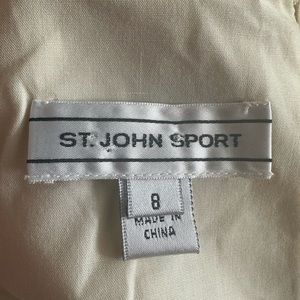 ST. JOHN SPORT
8
MADE IN
CHINA